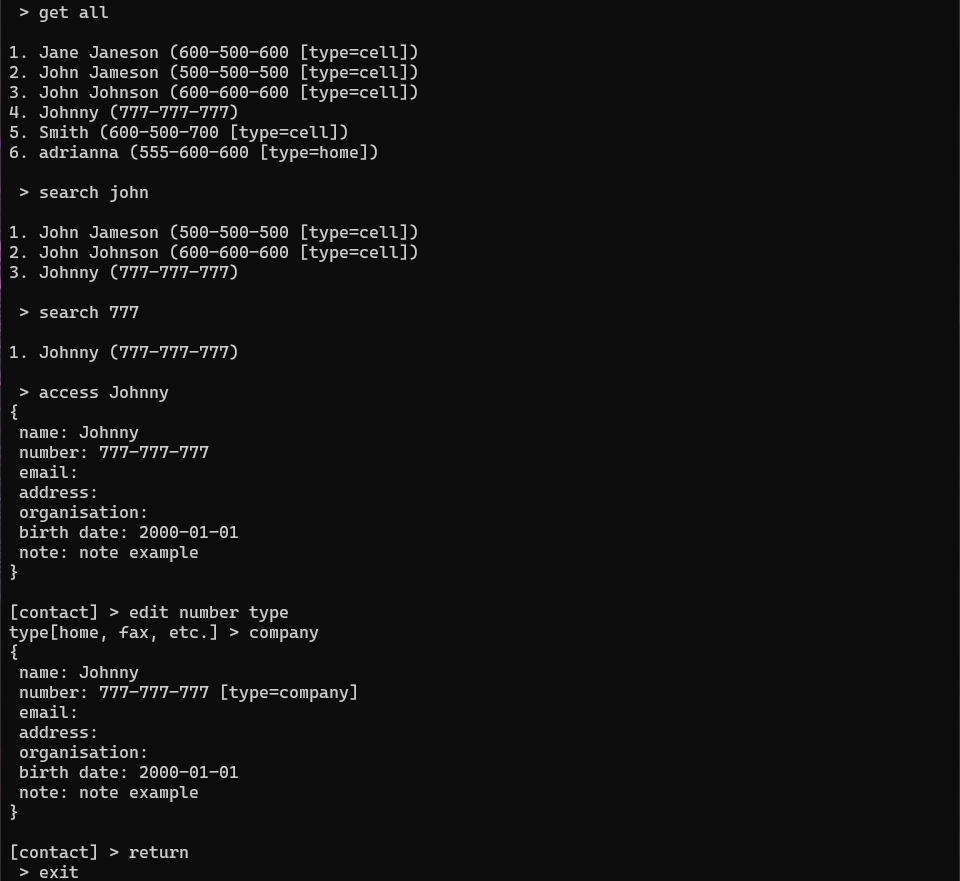 > get all
1. Jane Janeson (600-500-600 [type=cell])
2. John Jameson (500-500-500 [type=cell])
3. John Johnson (600-600-600 [type=cell])
4. Johnny (777-777-777)
5. Smith (600-500-700 [type=cell])
6. adrianna (555-600-600 [type=home])
> search john
1. John Jameson (500-500-500 [type=cell])
2. John Johnson (600-600-600 [type=cell])
3. Johnny (777-777-777)
> search 777
1. Johnny (777-777-777)
> access Johnny
{
name: Johnny
number: 777-777-777
email:
address:
organisation:
birth date: 2000-01-01
note: note example
}
[contact] > edit number type
type[home, fax, etc.] > company
{
name: Johnny
number: 777-777-777 [type=company]
email:
address:
organisation:
birth date: 2000-01-01
note: note example
}
[contact] > return
> exit